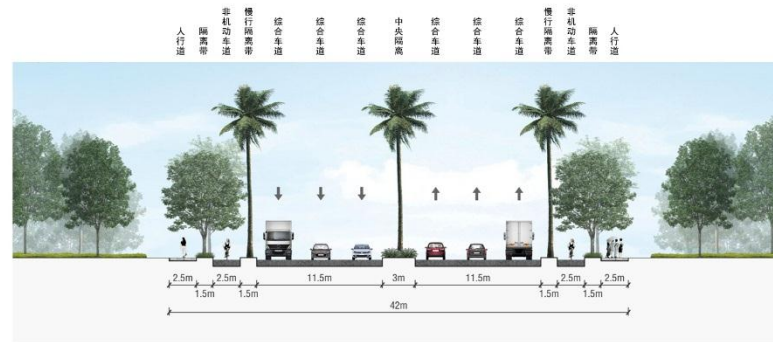 人行道
隔离带
非机动车道
慢行隔离带
综合车道
综合车道
综合车道
中央隔离
综合车道
综合车道
综合车道
慢行隔离带
非机动车道
隔离带
人行道
2.5m 2.5m 11.5m 3m 11.5m 2.5m 2.5m
1.5m 1.5m 1.5m 1.5m
42m